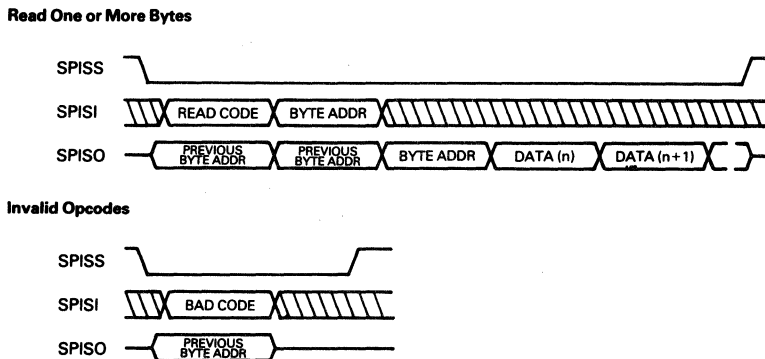 Read One or More Bytes
SPISS
SPISI READ CODE BYTE ADDR
SPISO PREVIOUS BYTE ADDR PREVIOUS BYTE ADDR BYTE ADDR DATA (n) DATA (n+1)
Invalid Opcodes
SPISS
SPISI BAD CODE
SPISO PREVIOUS BYTE ADDR